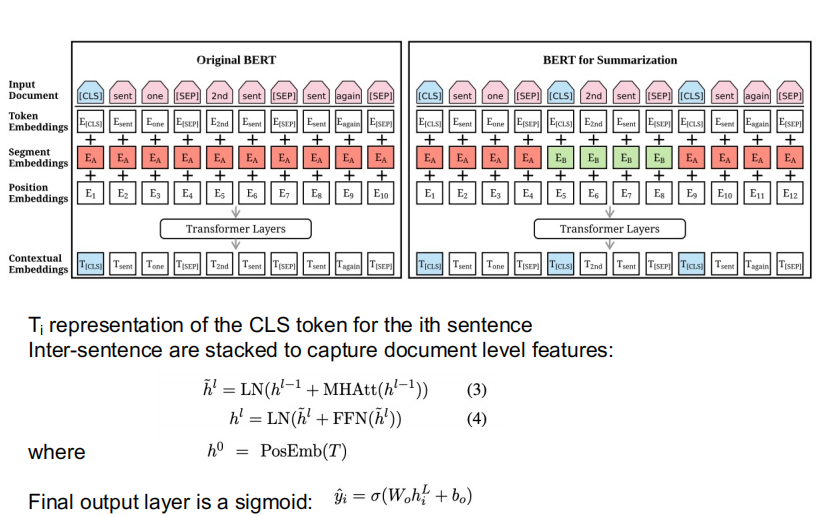 Original BERT
BERT for Summarization
Input Document
[CLS] sent one [SEP] 2nd sent [SEP] sent again [SEP]
[CLS] sent one [SEP] [CLS] 2nd sent [SEP] [CLS] sent again [SEP]
Token Embeddings
E[CLS] Esent Eone E[SEP] E2nd Esent E[SEP] Esent Eagain E[SEP]
E[CLS] Esent Eone E[SEP] E[CLS] E2nd Esent E[SEP] E[CLS] Esent Eagain E[SEP]
+ + + + + + + + + +
+ + + + + + + + + + + +
Segment Embeddings
EA EA EA EA EA EA EA EA EA EA
EA EA EA EA EB EB EB EB EA EA EA EA
+ + + + + + + + + +
+ + + + + + + + + + + +
Position Embeddings
E1 E2 E3 E4 E5 E6 E7 E8 E9 E10
E1 E2 E3 E4 E5 E6 E7 E8 E9 E10 E11 E12
Transformer Layers
Transformer Layers
Contextual Embeddings
T[CLS] Tsent Tone T[SEP] T2nd Tsent T[SEP] Tsent Tagain T[SEP]
T[CLS] Tsent Tone T[SEP] T[CLS] T2nd Tsent T[SEP] T[CLS] Tsent Tagain T[SEP]
Ti representation of the CLS token for the ith sentence
Inter-sentence are stacked to capture document level features:
h̃^l = LN(h^{l−1} + MHAtt(h^{l−1})) (3)
h^l = LN(h̃^l + FFN(h̃^l)) (4)
where h^0 = PosEmb(T)
Final output layer is a sigmoid: ŷ_i = σ(W_o h_i^L + b_o)